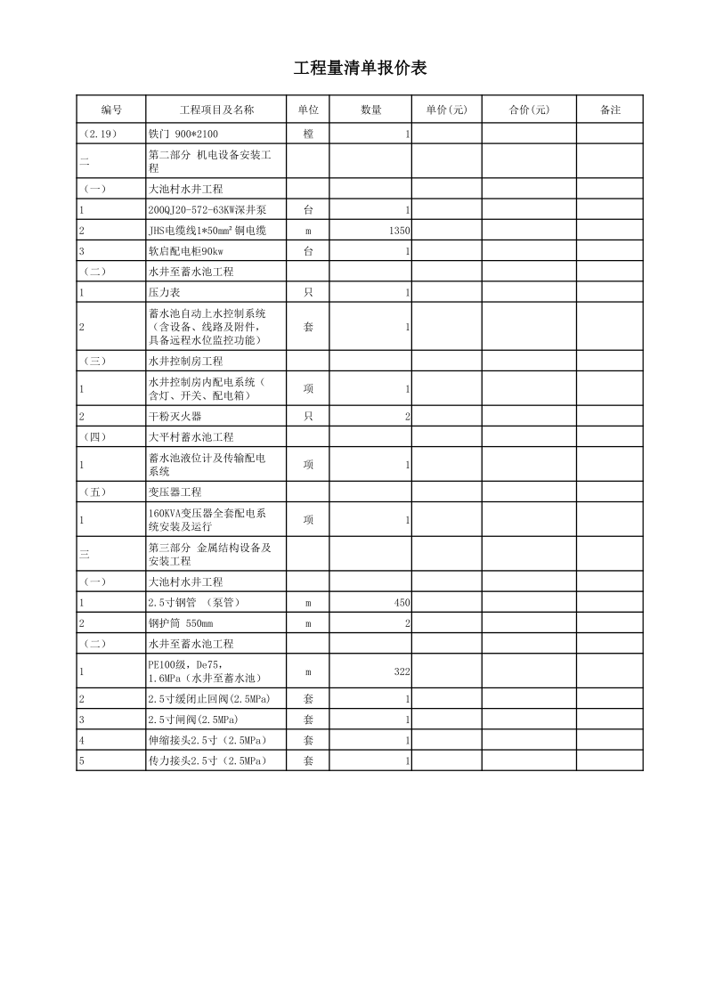 工程量清单报价表
编号 工程项目及名称 单位 数量 单价(元) 合价(元) 备注
（2.19） 铁门 900*2100 樘 1
二 第二部分 机电设备安装工
程
（一） 大池村水井工程
1 200QJ20-572-63KW深井泵 台 1
2 JHS电缆线1*50mm²铜电缆 m 1350
3 软启配电柜90kw 台 1
（二） 水井至蓄水池工程
1 压力表 只 1
2 蓄水池自动上水控制系统
（含设备、线路及附件，
具备远程水位监控功能） 套 1
（三） 水井控制房工程
1 水井控制房内配电系统（
含灯、开关、配电箱） 项 1
2 干粉灭火器 只 2
（四） 大平村蓄水池工程
1 蓄水池液位计及传输配电
系统 项 1
（五） 变压器工程
1 160KVA变压器全套配电系
统安装及运行 项 1
三 第三部分 金属结构设备及
安装工程
（一） 大池村水井工程
1 2.5寸钢管 （泵管） m 450
2 钢护筒 550mm m 2
（二） 水井至蓄水池工程
1 PE100级，De75，
1.6MPa（水井至蓄水池） m 322
2 2.5寸缓闭止回阀(2.5MPa) 套 1
3 2.5寸闸阀(2.5MPa) 套 1
4 伸缩接头2.5寸（2.5MPa） 套 1
5 传力接头2.5寸（2.5MPa） 套 1